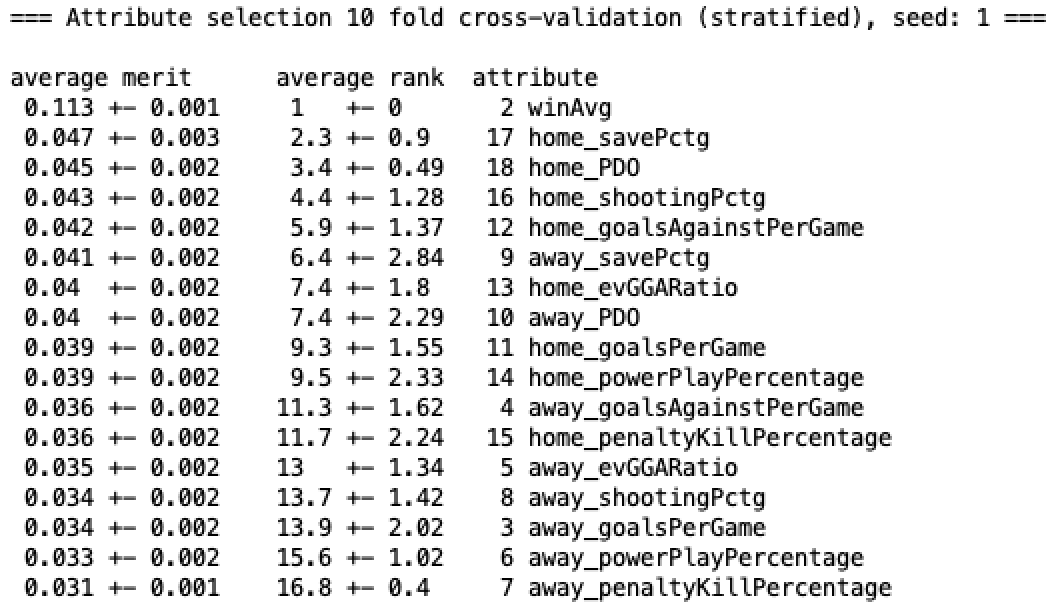 === Attribute selection 10 fold cross-validation (stratified), seed: 1 ===

average merit      average rank  attribute
 0.113 +- 0.001     1   +- 0        2 winAvg
 0.047 +- 0.003     2.3 +- 0.9     17 home_savePctg
 0.045 +- 0.002     3.4 +- 0.49    18 home_PDO
 0.043 +- 0.002     4.4 +- 1.28    16 home_shootingPctg
 0.042 +- 0.002     5.9 +- 1.37    12 home_goalsAgainstPerGame
 0.041 +- 0.002     6.4 +- 2.84     9 away_savePctg
 0.04  +- 0.002     7.4 +- 1.8     13 home_evGGARatio
 0.04  +- 0.002     7.4 +- 2.29    10 away_PDO
 0.039 +- 0.002     9.3 +- 1.55    11 home_goalsPerGame
 0.039 +- 0.002     9.5 +- 2.33    14 home_powerPlayPercentage
 0.036 +- 0.002    11.3 +- 1.62     4 away_goalsAgainstPerGame
 0.036 +- 0.002    11.7 +- 2.24    15 home_penaltyKillPercentage
 0.035 +- 0.002    13   +- 1.34     5 away_evGGARatio
 0.034 +- 0.002    13.7 +- 1.42     8 away_shootingPctg
 0.034 +- 0.002    13.9 +- 2.02     3 away_goalsPerGame
 0.033 +- 0.002    15.6 +- 1.02     6 away_powerPlayPercentage
 0.031 +- 0.001    16.8 +- 0.4      7 away_penaltyKillPercentage